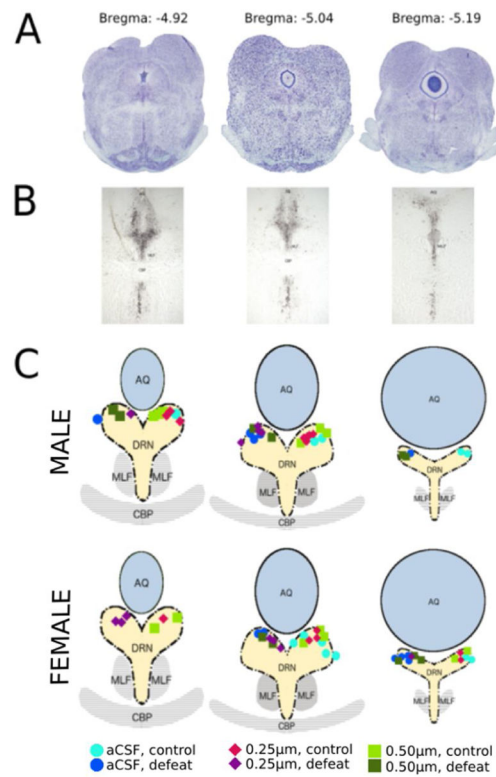 A
Bregma: -4.92
Bregma: -5.04
Bregma: -5.19
B
C
MALE
AQ
AQ
AQ
DRN
DRN
DRN
MLF
MLF
MLF
MLF
MLF
MLF
CBP
CBP
FEMALE
AQ
AQ
AQ
DRN
DRN
DRN
MLF
MLF
MLF
MLF
MLF
MLF
CBP
CBP
aCSF, control
0.25µm, control
0.50µm, control
aCSF, defeat
0.25µm, defeat
0.50µm, defeat